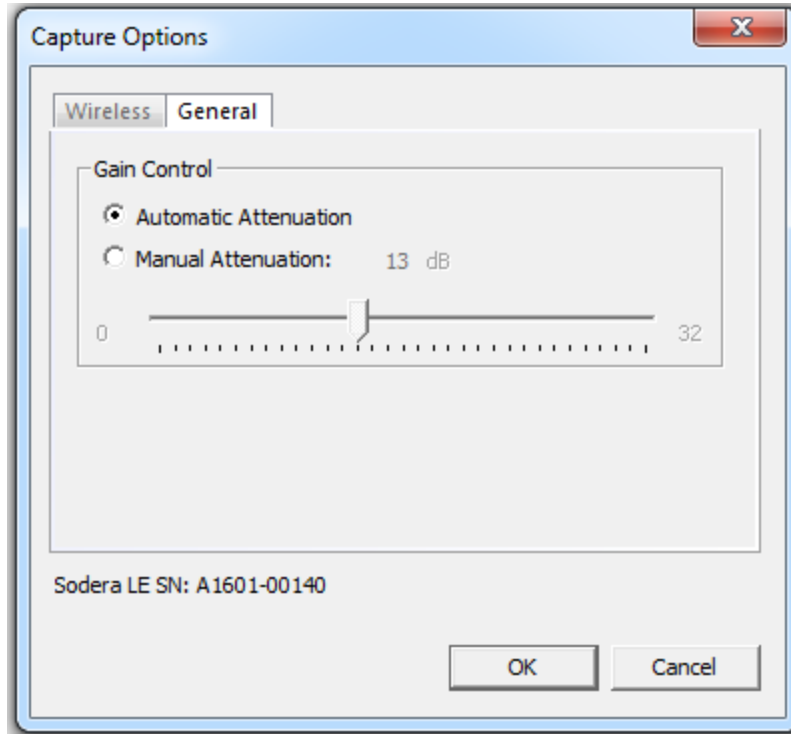 Capture Options
Wireless General
Gain Control
Automatic Attenuation
Manual Attenuation: 13 dB
0 32
Sodera LE SN: A1601-00140
OK Cancel